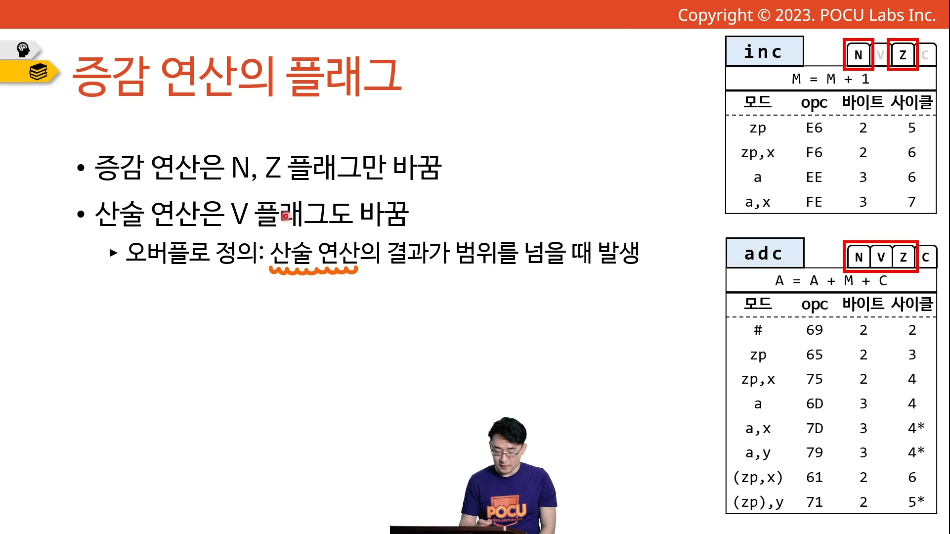 Copyright © 2023. POCU Labs Inc.
증감 연산의 플래그
• 증감 연산은 N, Z 플래그만 바꿈
• 산술 연산은 V 플래그도 바꿈
▸ 오버플로 정의: 산술 연산의 결과가 범위를 넘을 때 발생
inc N V Z C
M = M + 1
모드 opc 바이트 사이클
zp E6 2 5
zp,x F6 2 6
a EE 3 6
a,x FE 3 7
adc N V Z C
A = A + M + C
모드 opc 바이트 사이클
# 69 2 2
zp 65 2 3
zp,x 75 2 4
a 6D 3 4
a,x 7D 3 4*
a,y 79 3 4*
(zp,x) 61 2 6
(zp),y 71 2 5*
POCU